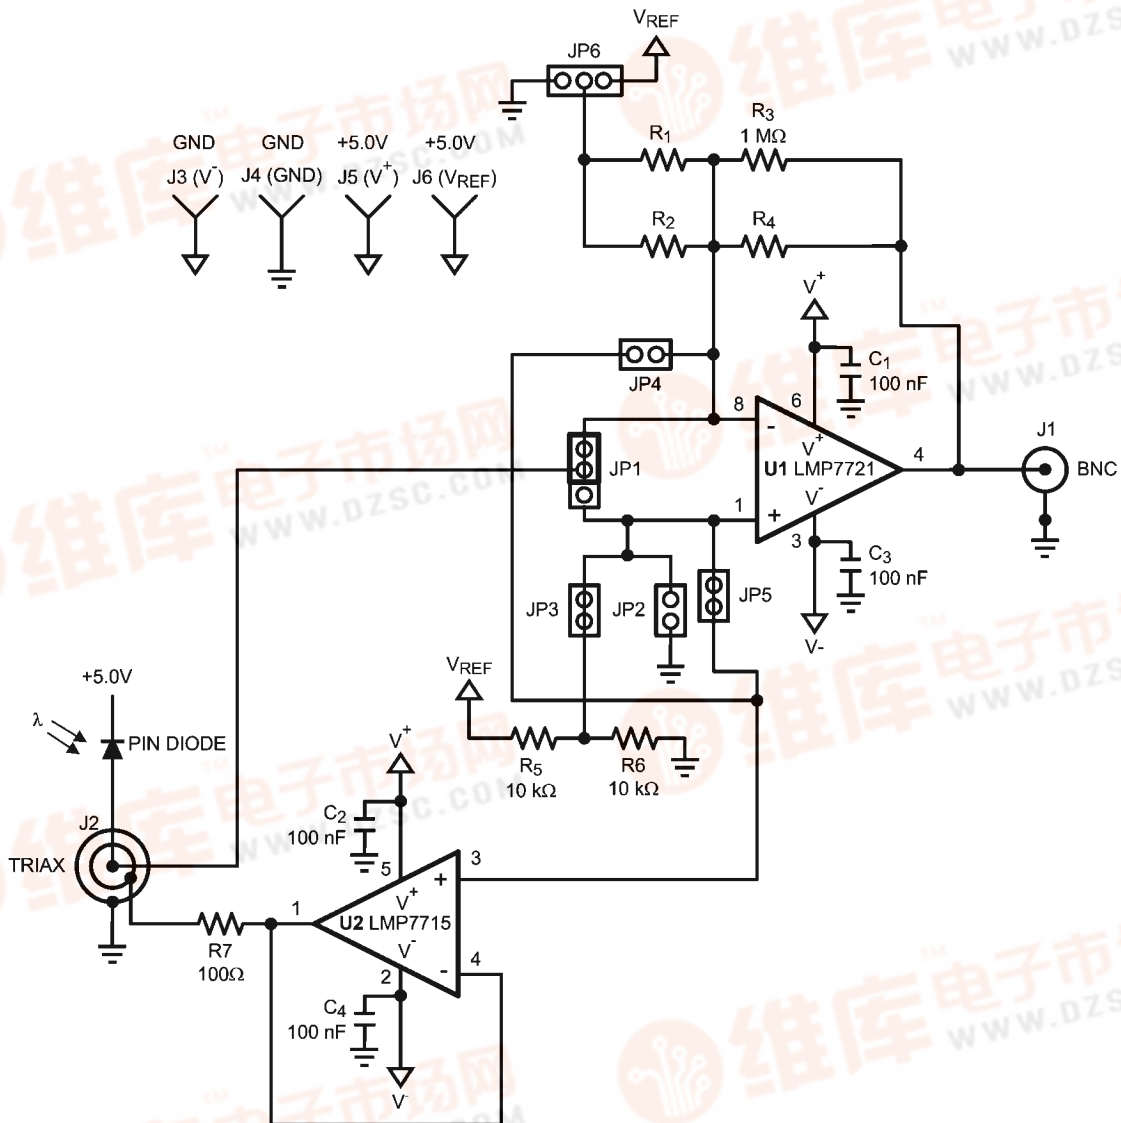 VREF
JP6
R3
1 MΩ
R1
GND
GND
+5.0V
+5.0V
J3 (V-)
J4 (GND)
J5 (V+)
J6 (VREF)
R2
R4
V+
C1
100 nF
JP4
8
6
-
V+
J1
JP1
U1 LMP7721
4
BNC
V-
1
+
3
C3
100 nF
JP3
JP2
JP5
V-
VREF
+5.0V
λ
PIN DIODE
V+
R5
10 kΩ
R6
10 kΩ
J2
C2
100 nF
TRIAX
5
3
+
V+
1
U2 LMP7715
R7
100Ω
V-
4
-
2
C4
100 nF
V-
维库电子市场网™
WWW.DZSC.COM